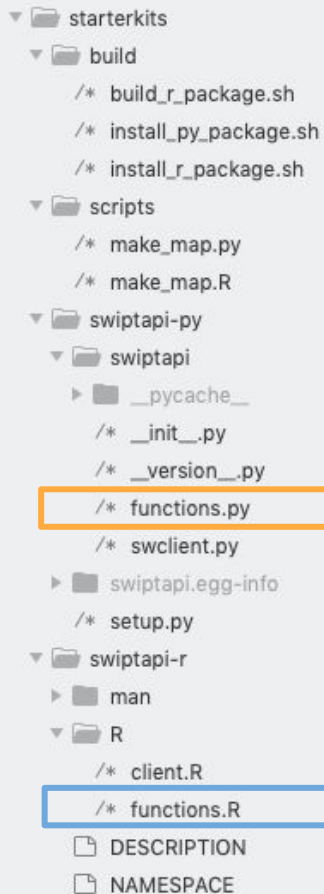 starterkits
build
/* build_r_package.sh
/* install_py_package.sh
/* install_r_package.sh
scripts
/* make_map.py
/* make_map.R
swiptapi-py
swiptapi
__pycache__
/* __init__.py
/* __version__.py
/* functions.py
/* swclient.py
swiptapi.egg-info
/* setup.py
swiptapi-r
man
R
/* client.R
/* functions.R
DESCRIPTION
NAMESPACE